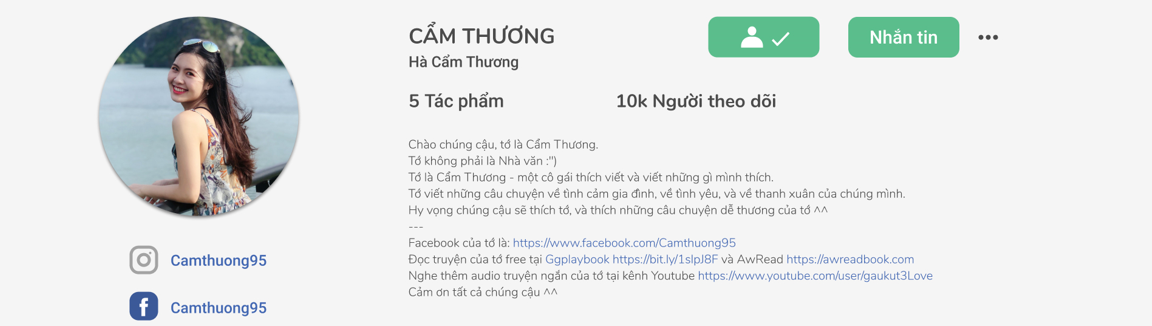 CẨM THƯƠNG
Nhắn tin
Hà Cẩm Thương
5 Tác phẩm
10k Người theo dõi
Chào chúng cậu, tớ là Cẩm Thương.
Tớ không phải là Nhà văn :")
Tớ là Cẩm Thương - một cô gái thích viết và viết những gì mình thích.
Tớ viết những câu chuyện về tình cảm gia đình, về tình yêu, và về thanh xuân của chúng mình.
Hy vọng chúng cậu sẽ thích tớ, và thích những câu chuyện dễ thương của tớ ^^
---
Facebook của tớ là: https://www.facebook.com/Camthuong95
Đọc truyện của tớ free tại Ggplaybook https://bit.ly/1slpJ8F và AwRead https://awreadbook.com
Nghe thêm audio truyện ngắn của tớ tại kênh Youtube https://www.youtube.com/user/gaukut3Love
Cảm ơn tất cả chúng cậu ^^
Camthuong95
Camthuong95